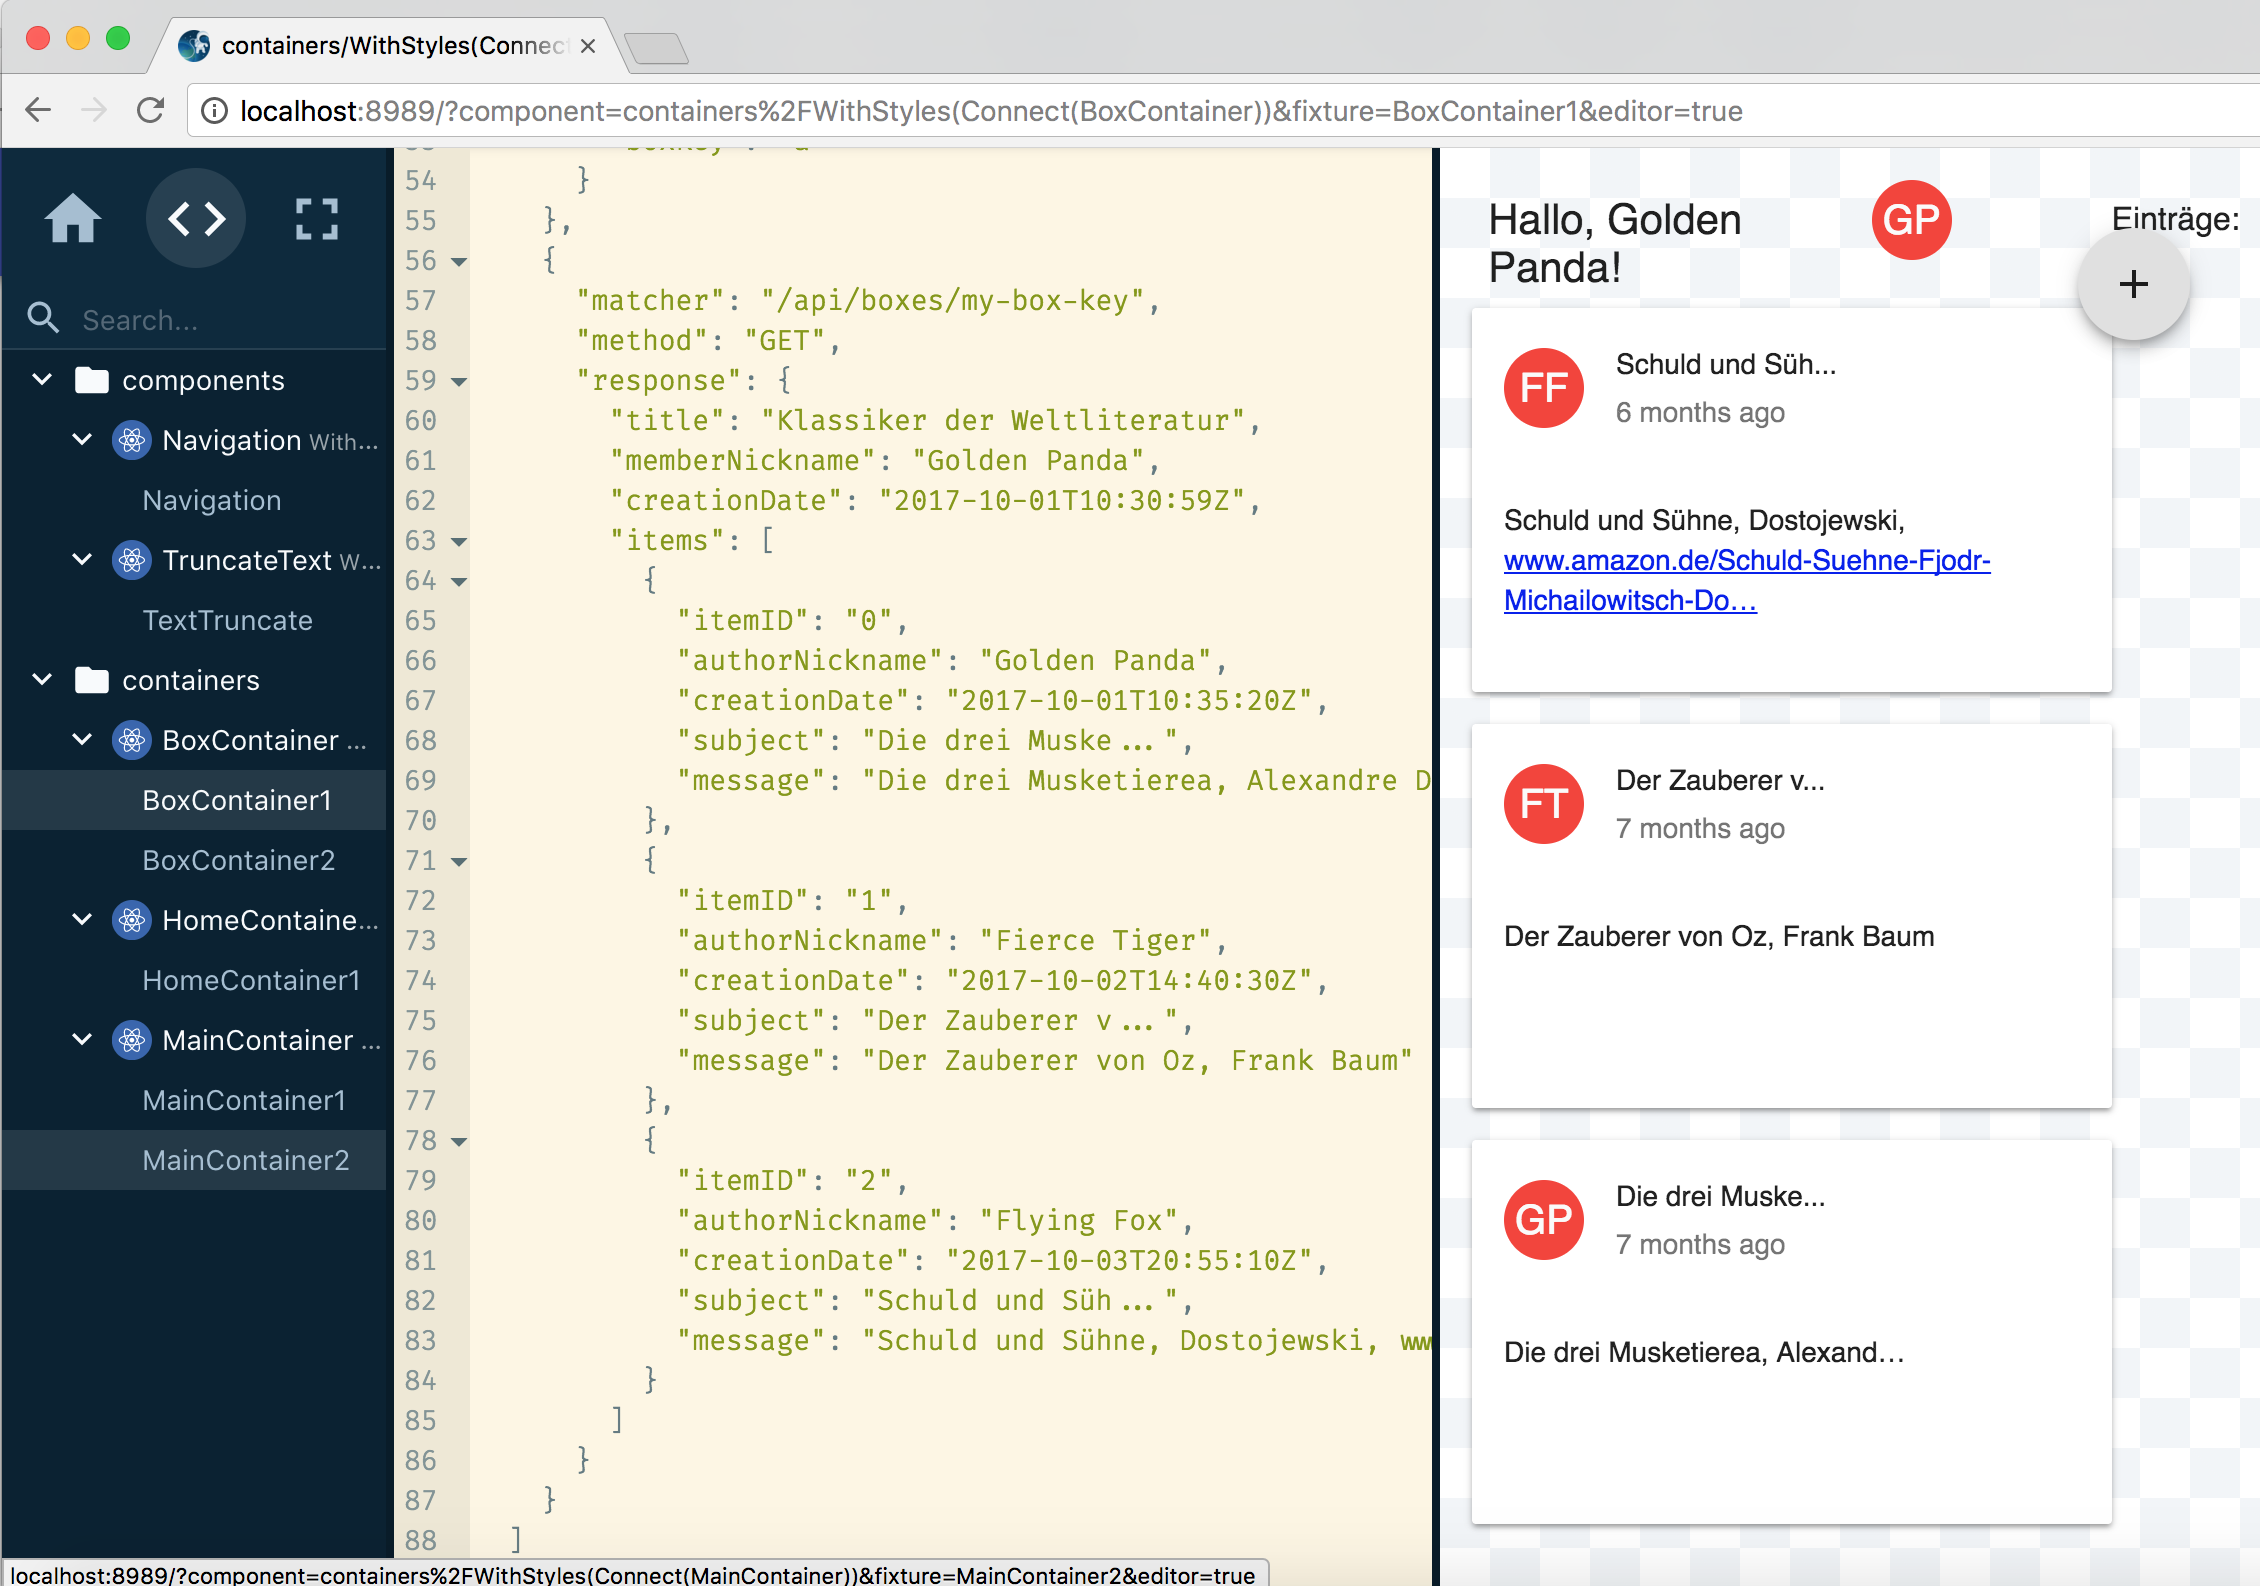 containers/WithStyles(Connect
localhost:8989/?component=containers%2FWithStyles(Connect(BoxContainer))&fixture=BoxContainer1&editor=true
Search...
components
Navigation With...
Navigation
TruncateText W...
TextTruncate
containers
BoxContainer ...
BoxContainer1
BoxContainer2
HomeContaine...
HomeContainer1
MainContainer ...
MainContainer1
MainContainer2
54 }
55 },
56 {
57 "matcher": "/api/boxes/my-box-key",
58 "method": "GET",
59 "response": {
60 "title": "Klassiker der Weltliteratur",
61 "memberNickname": "Golden Panda",
62 "creationDate": "2017-10-01T10:30:59Z",
63 "items": [
64 {
65 "itemID": "0",
66 "authorNickname": "Golden Panda",
67 "creationDate": "2017-10-01T10:35:20Z",
68 "subject": "Die drei Muske...",
69 "message": "Die drei Musketierea, Alexandre D
70 },
71 {
72 "itemID": "1",
73 "authorNickname": "Fierce Tiger",
74 "creationDate": "2017-10-02T14:40:30Z",
75 "subject": "Der Zauberer v...",
76 "message": "Der Zauberer von Oz, Frank Baum"
77 },
78 {
79 "itemID": "2",
80 "authorNickname": "Flying Fox",
81 "creationDate": "2017-10-03T20:55:10Z",
82 "subject": "Schuld und Süh...",
83 "message": "Schuld und Sühne, Dostojewski, ww
84 }
85 ]
86 }
87 }
88 ]
Hallo, Golden
Panda!
GP
Einträge:
+
FF
Schuld und Süh...
6 months ago
Schuld und Sühne, Dostojewski,
www.amazon.de/Schuld-Suehne-Fjodr-
Michailowitsch-Do...
FT
Der Zauberer v...
7 months ago
Der Zauberer von Oz, Frank Baum
GP
Die drei Muske...
7 months ago
Die drei Musketierea, Alexand...
localhost:8989/?component=containers%2FWithStyles(Connect(MainContainer))&fixture=MainContainer2&editor=true